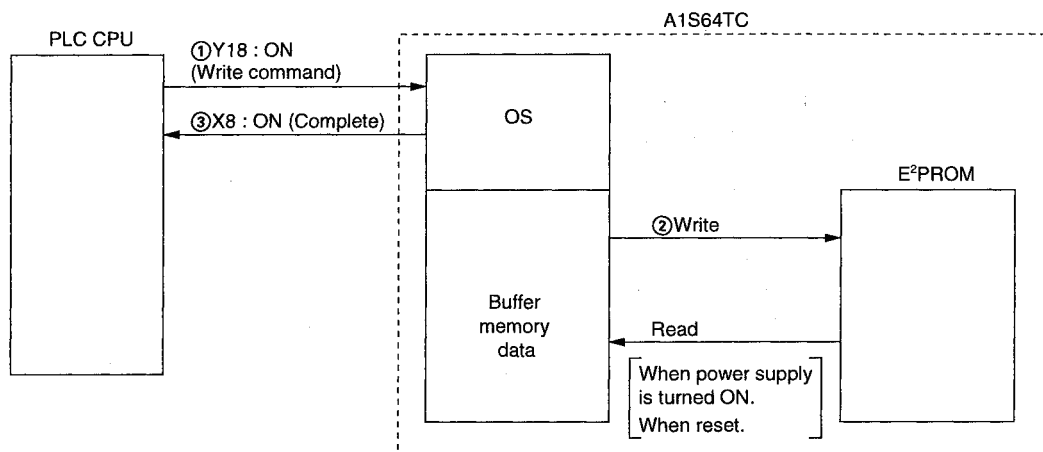 A1S64TC
PLC CPU
①Y18 : ON
(Write command)
③X8 : ON (Complete)
OS
E²PROM
②Write
Buffer
memory
data
Read
When power supply
is turned ON.
When reset.